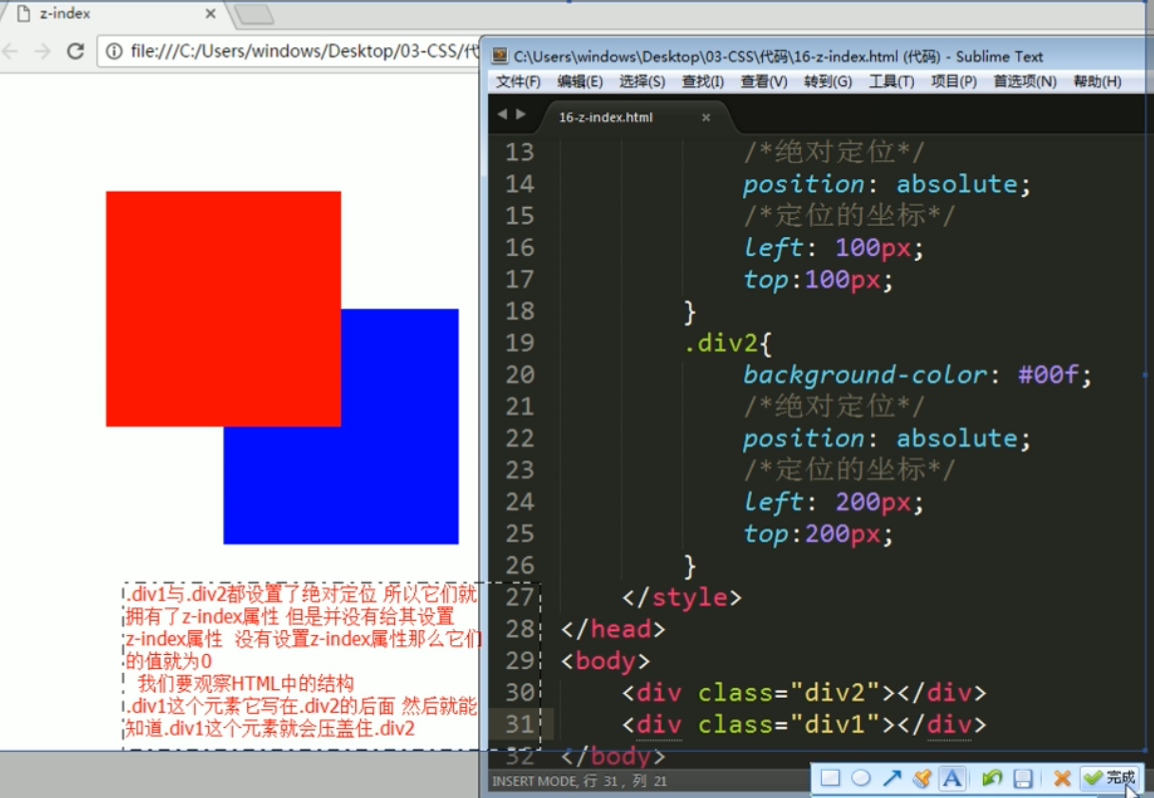 z-index
file:///C:/Users/windows/Desktop/03-CSS/代
C:\Users\windows\Desktop\03-CSS\代码\16-z-index.html (代码) - Sublime Text
文件(F) 编辑(E) 选择(S) 查找(I) 查看(V) 转到(G) 工具(T) 项目(P) 首选项(N) 帮助(H)
16-z-index.html
13 /*绝对定位*/
14 position: absolute;
15 /*定位的坐标*/
16 left: 100px;
17 top:100px;
18 }
19 .div2{
20 background-color: #00f;
21 /*绝对定位*/
22 position: absolute;
23 /*定位的坐标*/
24 left: 200px;
25 top:200px;
26 }
27 </style>
28 </head>
29 <body>
30 <div class="div2"></div>
31 <div class="div1"></div>
32 </body>
.div1与.div2都设置了绝对定位 所以它们就
拥有了z-index属性 但是并没有给其设置
z-index属性 没有设置z-index属性那么它们
的值就为0
我们要观察HTML中的结构
.div1这个元素它写在.div2的后面 然后就能
知道.div1这个元素就会压盖住.div2
INSERT MODE, 行 31, 列 21
A
完成